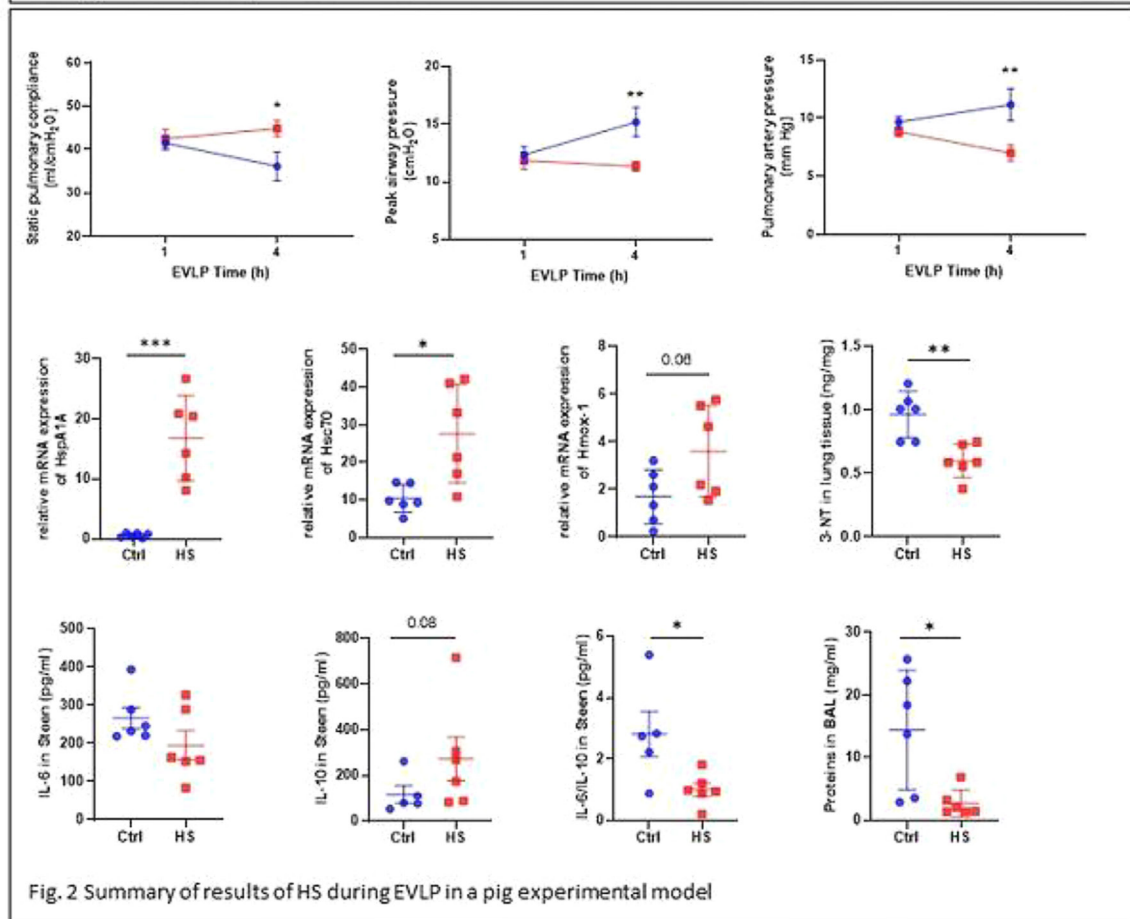 Static pulmonary compliance
(ml/cmH₂O)
60
50
40
30
20
*
1
4
EVLP Time (h)
Peak airway pressure
(cmH₂O)
20
15
10
5
**
1
4
EVLP Time (h)
Pulmonary artery pressure
(mm Hg)
15
10
5
0
**
1
4
EVLP Time (h)
relative mRNA expression
of HspA1A
30
20
10
0
***
Ctrl
HS
relative mRNA expression
of Hsc70
50
40
30
20
10
0
*
Ctrl
HS
relative mRNA expression
of Hmox-1
8
6
4
2
0
0.06
Ctrl
HS
3-NT in lung tissue (ng/mg)
1.5
1.0
0.5
0.0
**
Ctrl
HS
IL-6 in Steen (pg/ml)
500
400
300
200
100
0
Ctrl
HS
IL-10 in Steen (pg/ml)
800
600
400
200
0
0.08
Ctrl
HS
IL-6/IL-10 in Steen (pg/ml)
6
4
2
0
*
Ctrl
HS
Proteins in BAL (mg/ml)
30
20
10
0
*
Ctrl
HS
Fig. 2 Summary of results of HS during EVLP in a pig experimental model